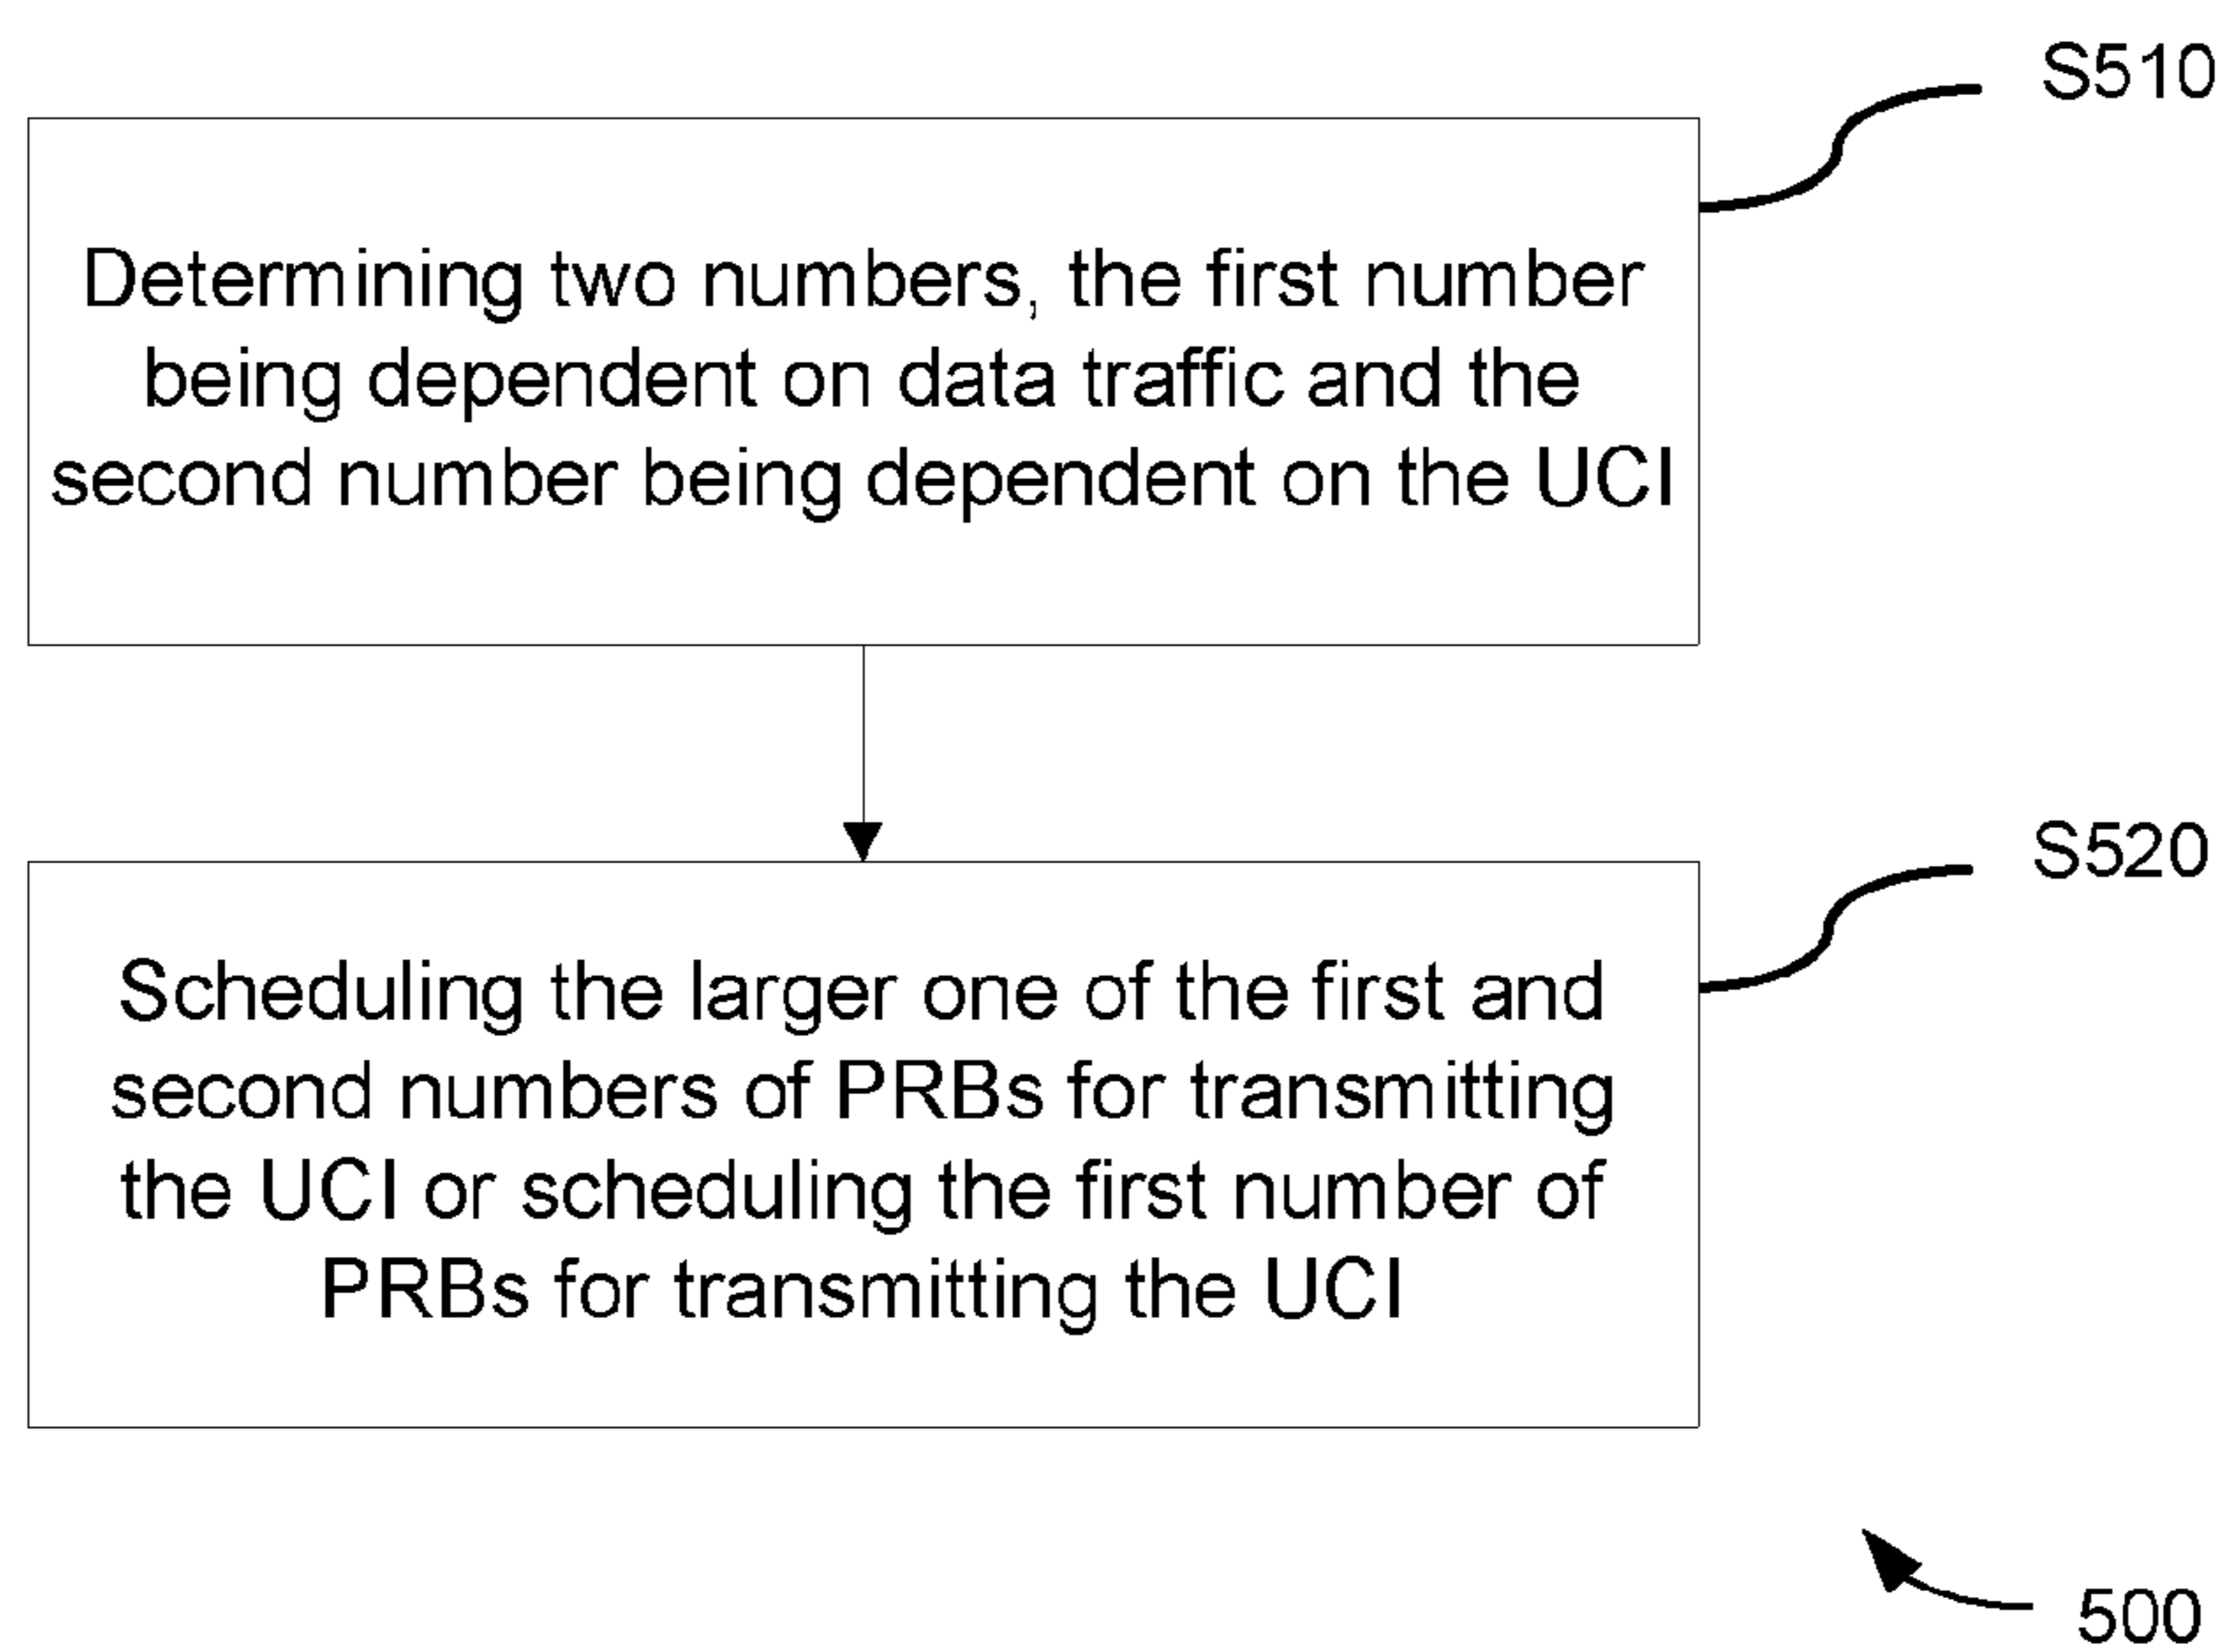 S510
Determining two numbers, the first number
being dependent on data traffic and the
second number being dependent on the UCI
S520
Scheduling the larger one of the first and
second numbers of PRBs for transmitting
the UCI or scheduling the first number of
PRBs for transmitting the UCI
500